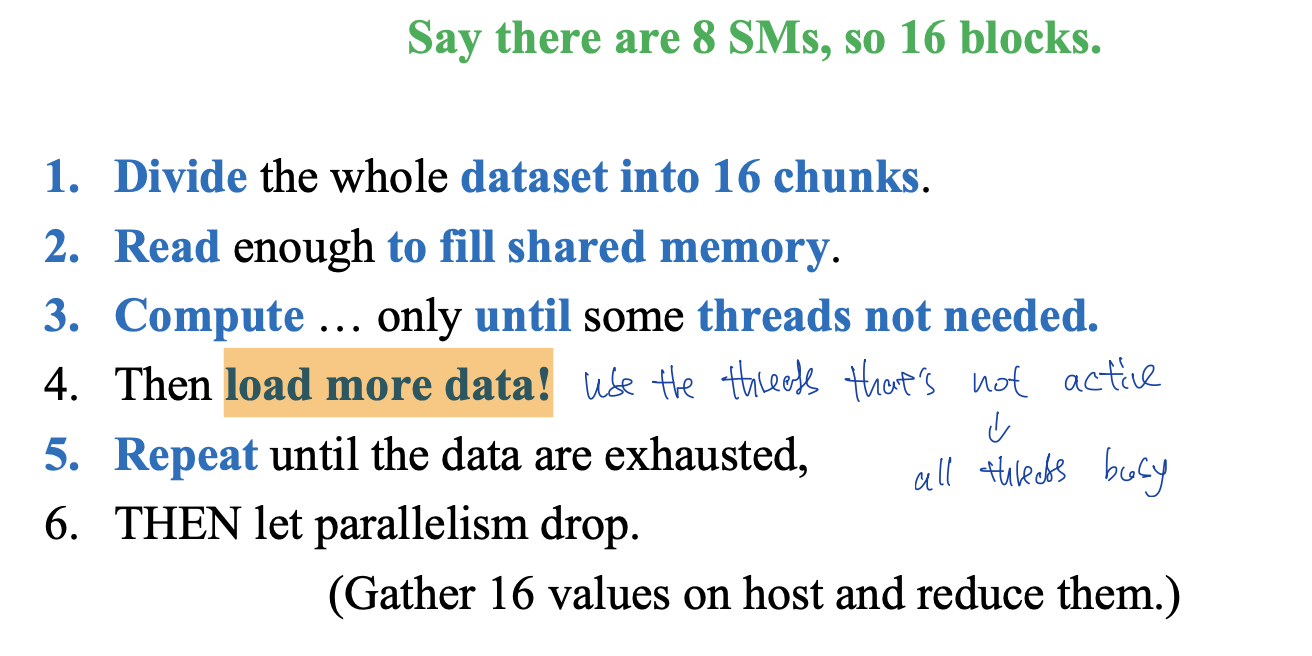 Say there are 8 SMs, so 16 blocks.
1. Divide the whole dataset into 16 chunks.
2. Read enough to fill shared memory.
3. Compute … only until some threads not needed.
4. Then load more data! use the threads that's not active
↓
5. Repeat until the data are exhausted,
all threads busy
6. THEN let parallelism drop.
(Gather 16 values on host and reduce them.)